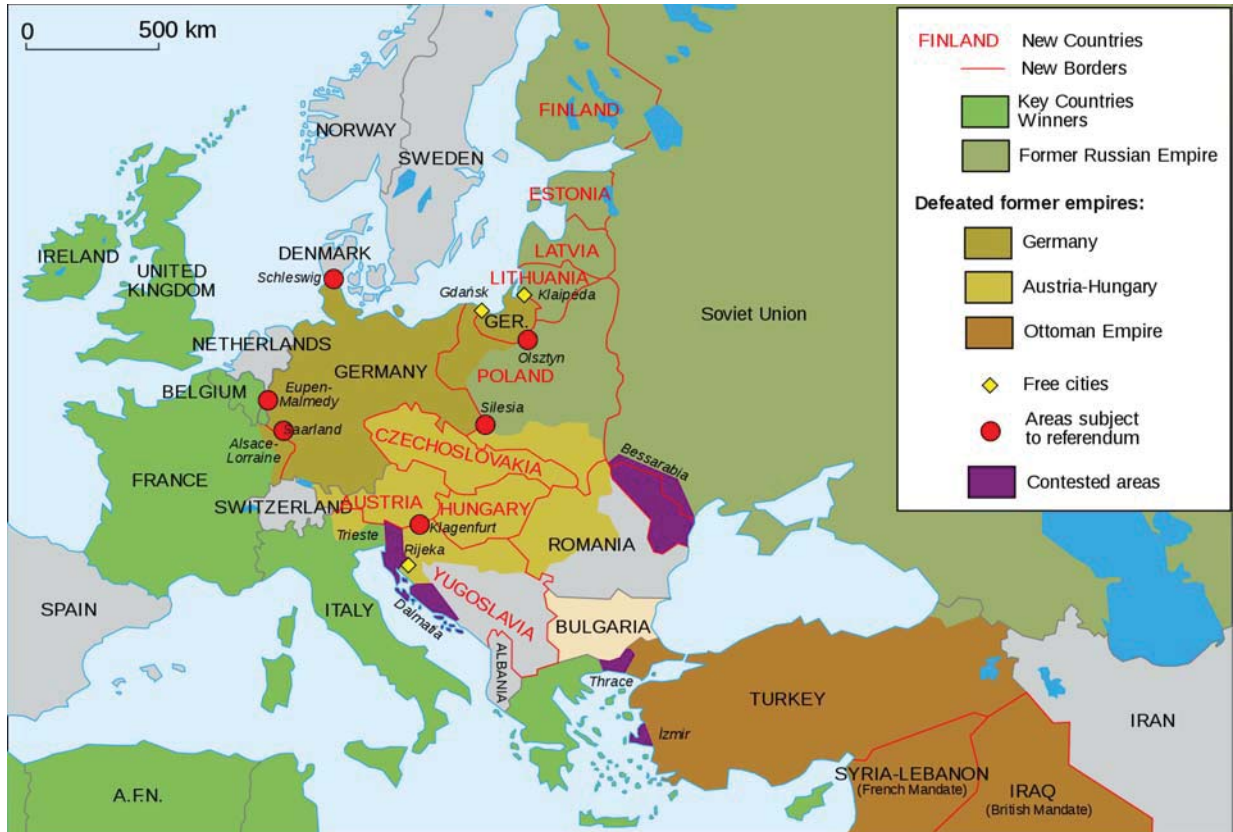 0 500 km
FINLAND New Countries
New Borders
Key Countries
Winners
Former Russian Empire
Defeated former empires:
Germany
Austria-Hungary
Ottoman Empire
Free cities
Areas subject
to referendum
Contested areas
FINLAND
NORWAY
SWEDEN
ESTONIA
IRELAND
UNITED
KINGDOM
DENMARK
Schleswig
LATVIA
LITHUANIA
Klaipéda
Gdańsk
GER.
Olsztyn
Soviet Union
NETHERLANDS
GERMANY
POLAND
BELGIUM
Eupen-
Malmedy
Silesia
Saarland
Alsace-
Lorraine
CZECHOSLOVAKIA
Bessarabia
FRANCE
SWITZERLAND
AUSTRIA
HUNGARY
Klagenfurt
Trieste
Rijeka
ROMANIA
YUGOSLAVIA
SPAIN
ITALY
Dalmatia
BULGARIA
ALBANIA
Thrace
TURKEY
İzmir
IRAN
SYRIA-LEBANON
(French Mandate)
IRAQ
(British Mandate)
A.F.N.